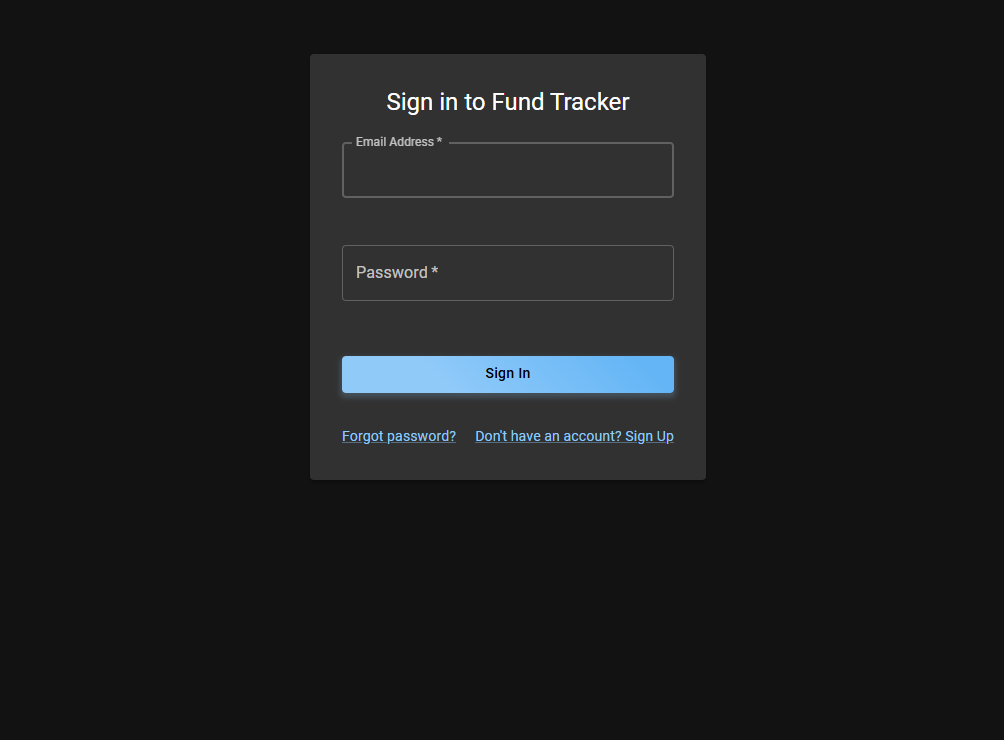 Sign in to Fund Tracker
Email Address *
Password *
Sign In
Forgot password? Don't have an account? Sign Up